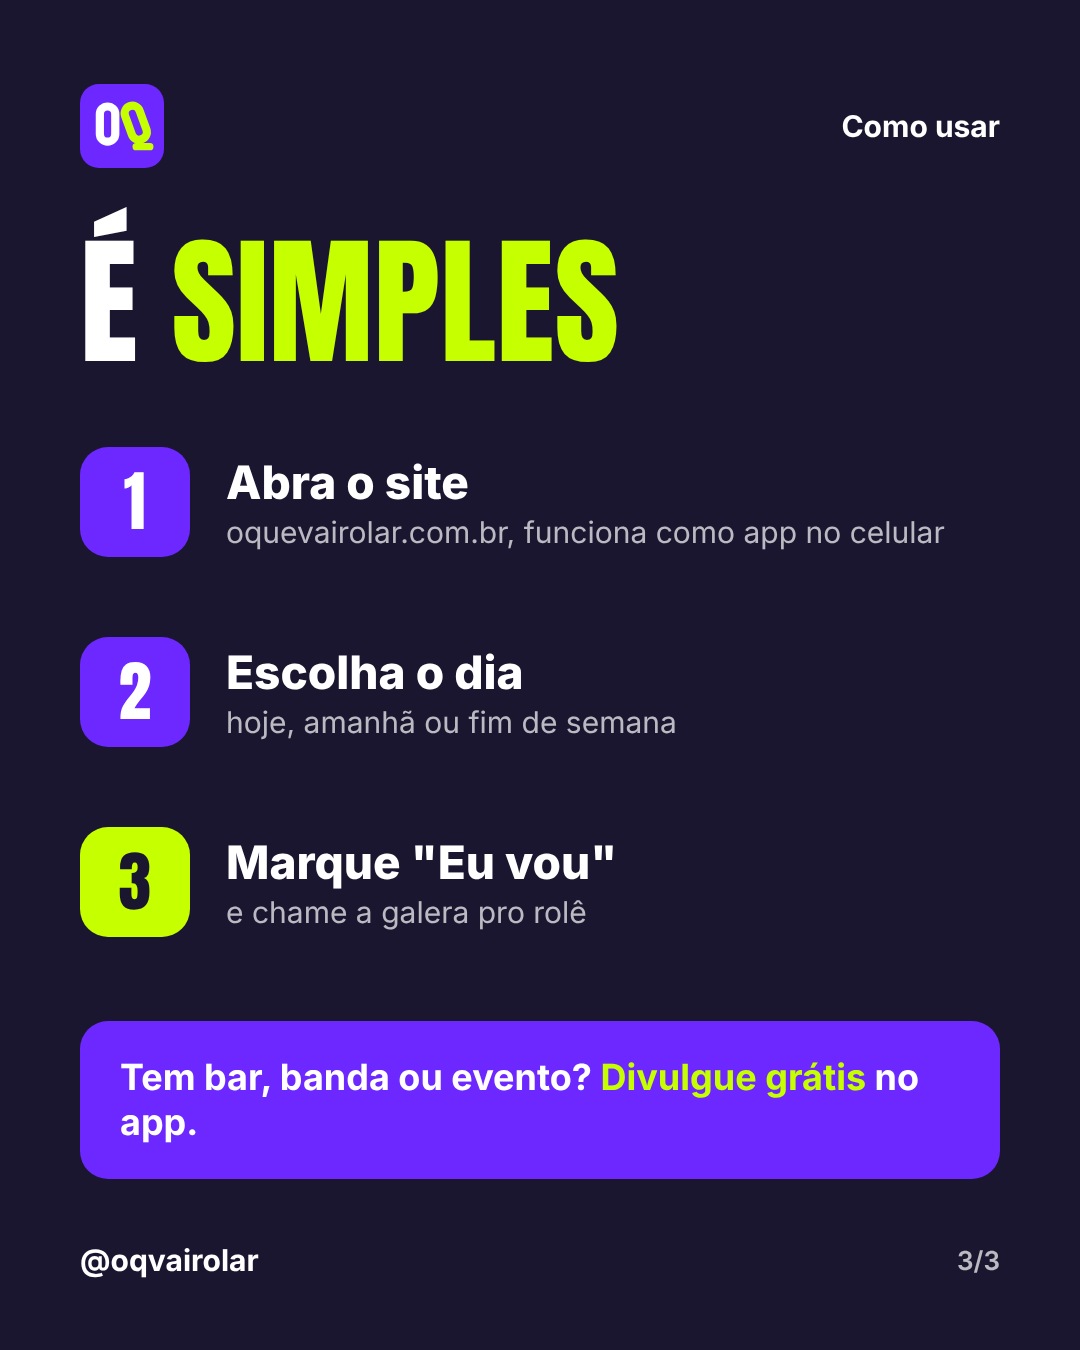 OQ
Como usar
É SIMPLES
1
Abra o site
oquevairolar.com.br, funciona como app no celular
2
Escolha o dia
hoje, amanhã ou fim de semana
3
Marque "Eu vou"
e chame a galera pro rolê
Tem bar, banda ou evento? Divulgue grátis no
app.
@oqvairolar
3/3